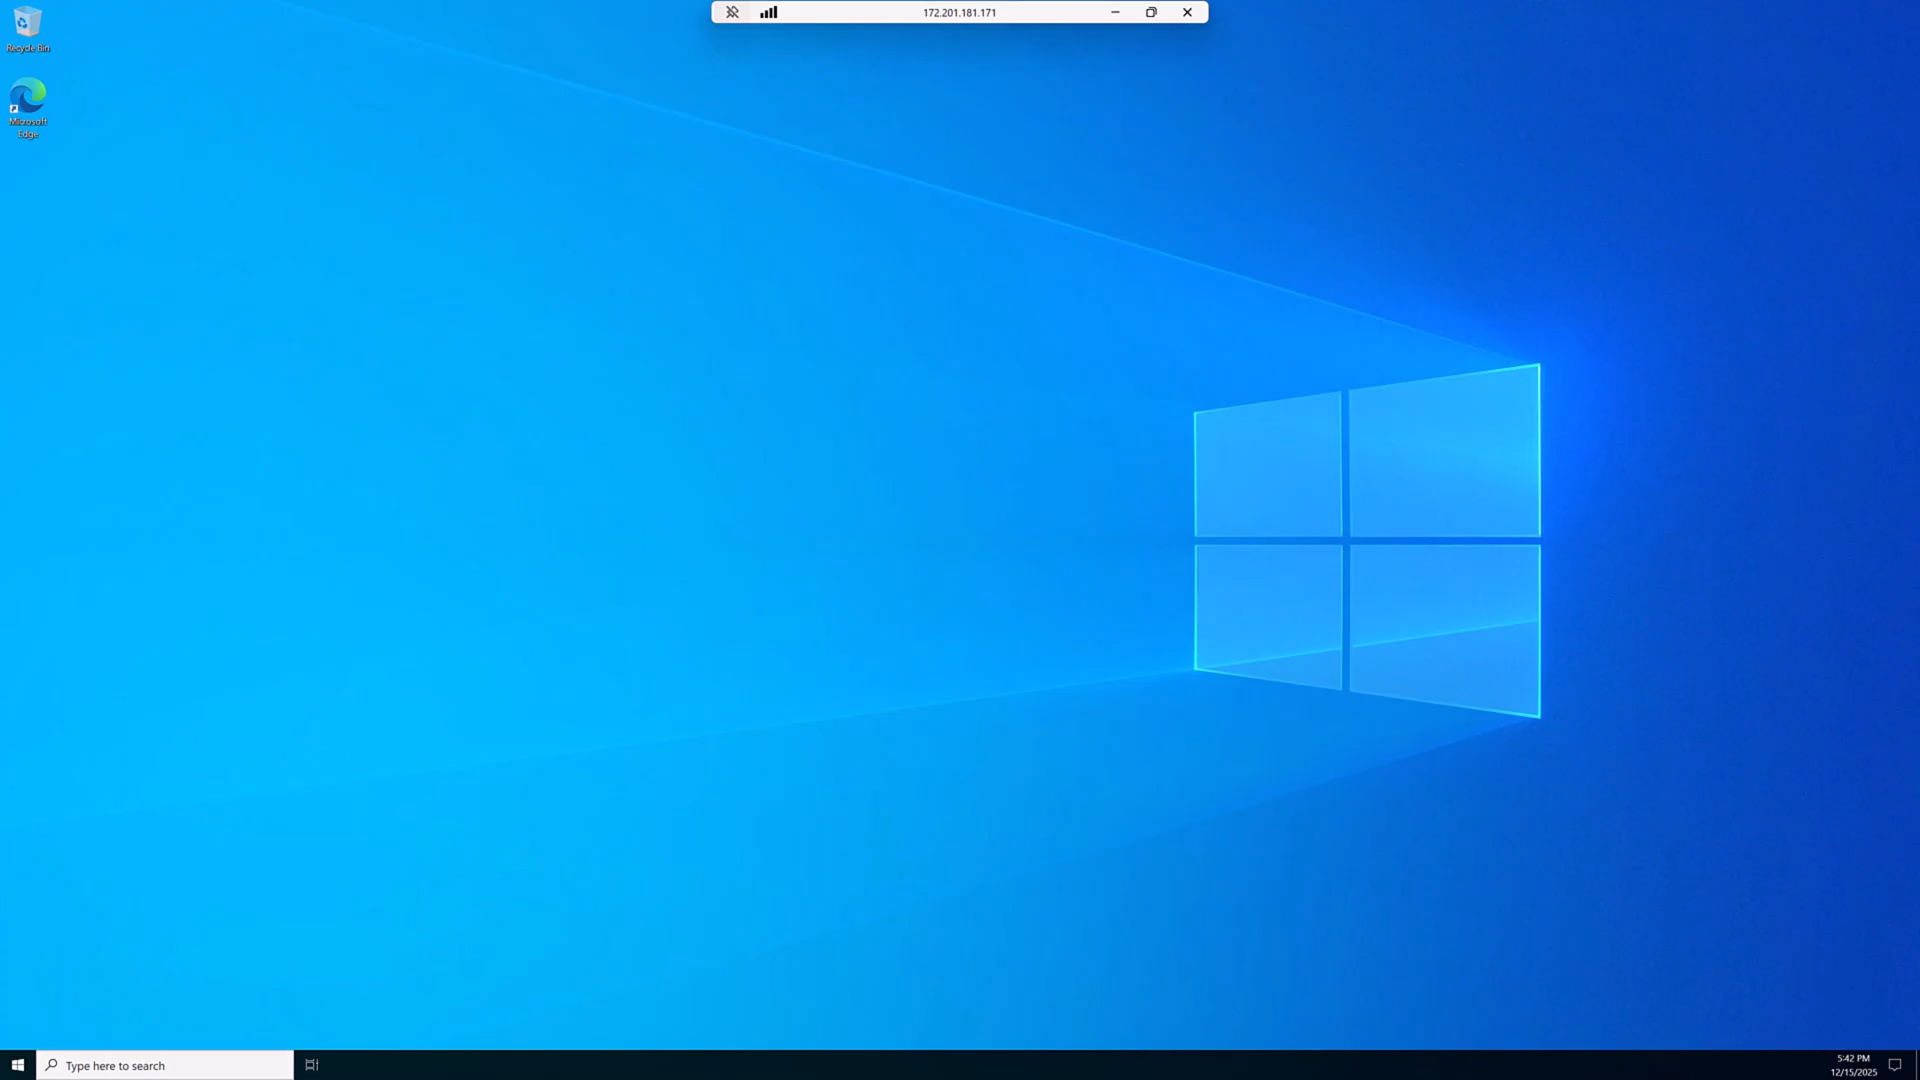 172.201.181.171
Recycle Bin
Microsoft
Edge
Type here to search
5:42 PM
12/15/2025